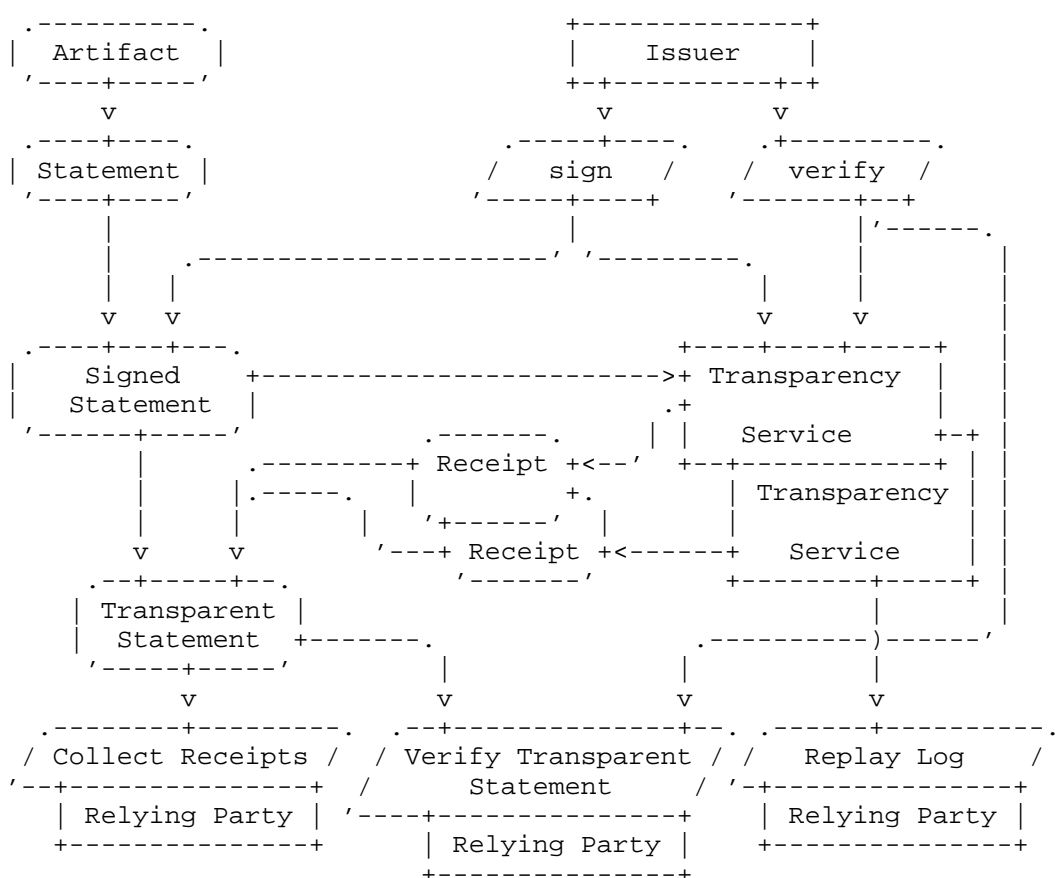 Artifact
Issuer
Statement
sign
verify
Signed
Statement
Transparency
Service
Receipt
Transparency
Receipt
Service
Transparent
Statement
Collect Receipts
Verify Transparent
Statement
Replay Log
Relying Party
Relying Party
Relying Party